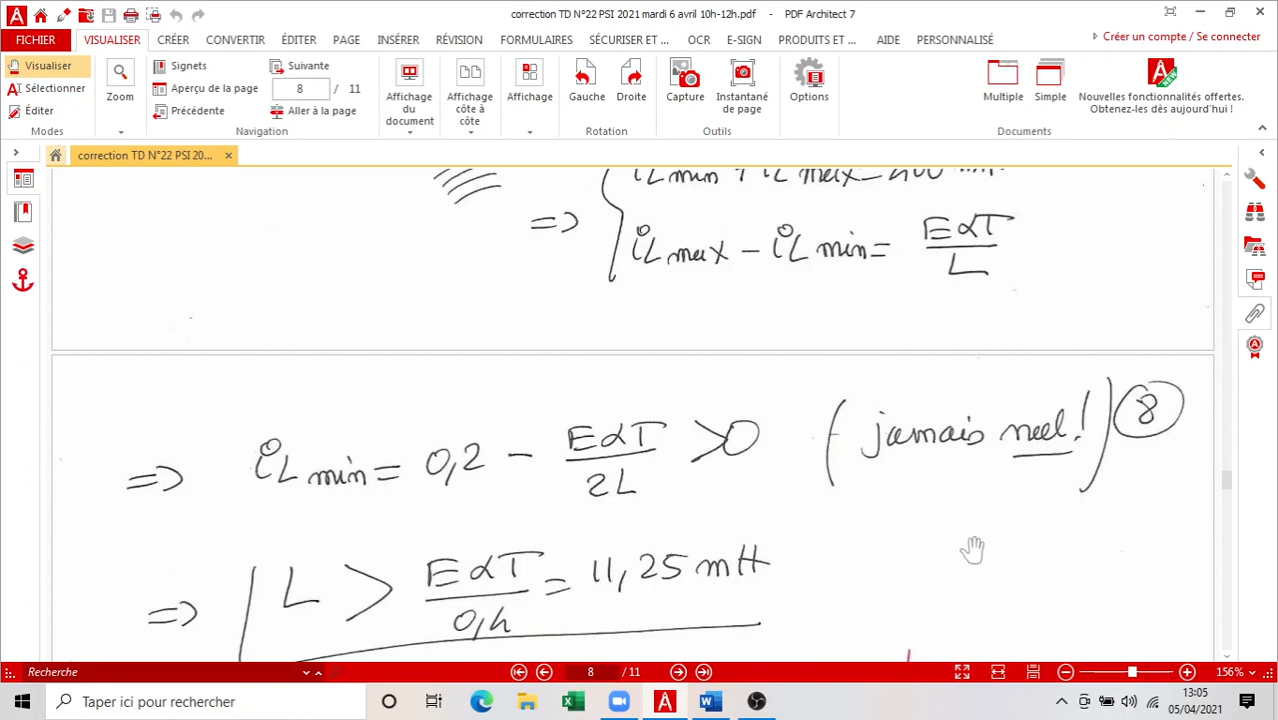 correction TD N°22 PSI 2021 mardi 6 avril 10h-12h.pdf - PDF Architect 7
FICHIER VISUALISER CRÉER CONVERTIR ÉDITER PAGE INSÉRER RÉVISION FORMULAIRES SÉCURISER ET ... OCR E-SIGN PRODUITS ET ... AIDE PERSONNALISÉ
Créer un compte / Se connecter
Visualiser
Sélectionner
Éditer
Modes
Zoom
Signets
Aperçu de la page
Précédente
Suivante
8 / 11
Aller à la page
Navigation
Affichage du document
Affichage côte à côte
Affichage
Gauche
Droite
Rotation
Capture
Instantané de page
Outils
Options
Multiple
Simple
Nouvelles fonctionnalités offertes.
Obtenez-les dès aujourd'hui !
Documents
correction TD N°22 PSI 20... ×
iL min + iL max = 400 mA
=> iL max - iL min = EαT / L
=> iL min = 0,2 - EαT / 2L >0 (jamais nul !) 8
=> L > EαT / 0,4 = 11,25 mH
Recherche
8 / 11
156%
Taper ici pour rechercher
13:05
05/04/2021